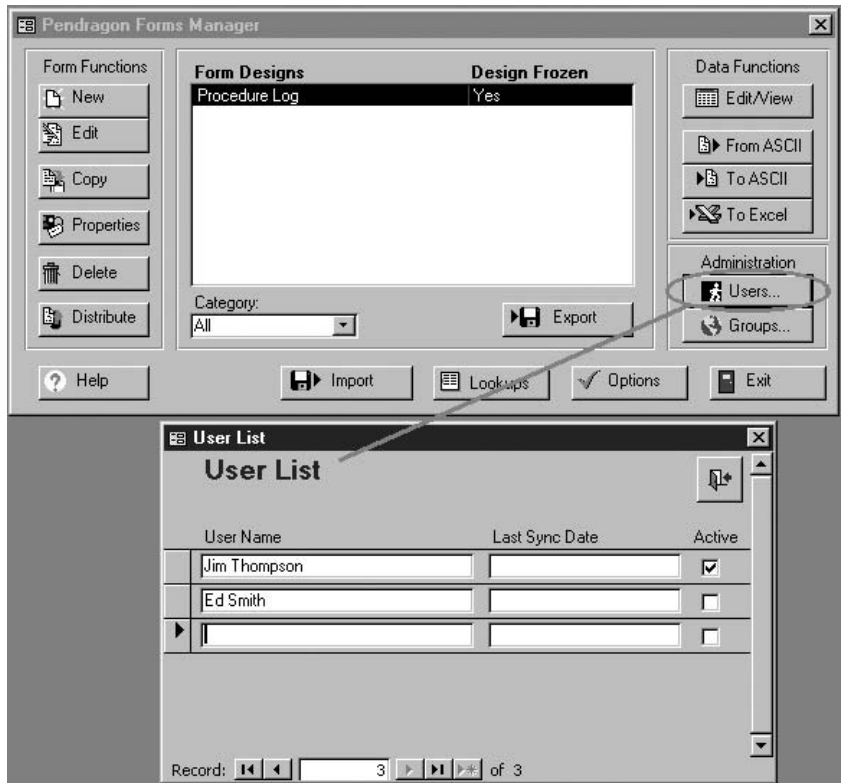 Pendragon Forms Manager
Form Functions
New
Edit
Copy
Properties
Delete
Distribute
Form Designs Design Frozen
Procedure Log Yes
Category:
All
Export
Data Functions
Edit/View
From ASCII
To ASCII
To Excel
Administration
Users...
Groups...
Help
Import
Lookups
Options
Exit
User List
User List
User Name Last Sync Date Active
Jim Thompson
Ed Smith
Record: 3 of 3